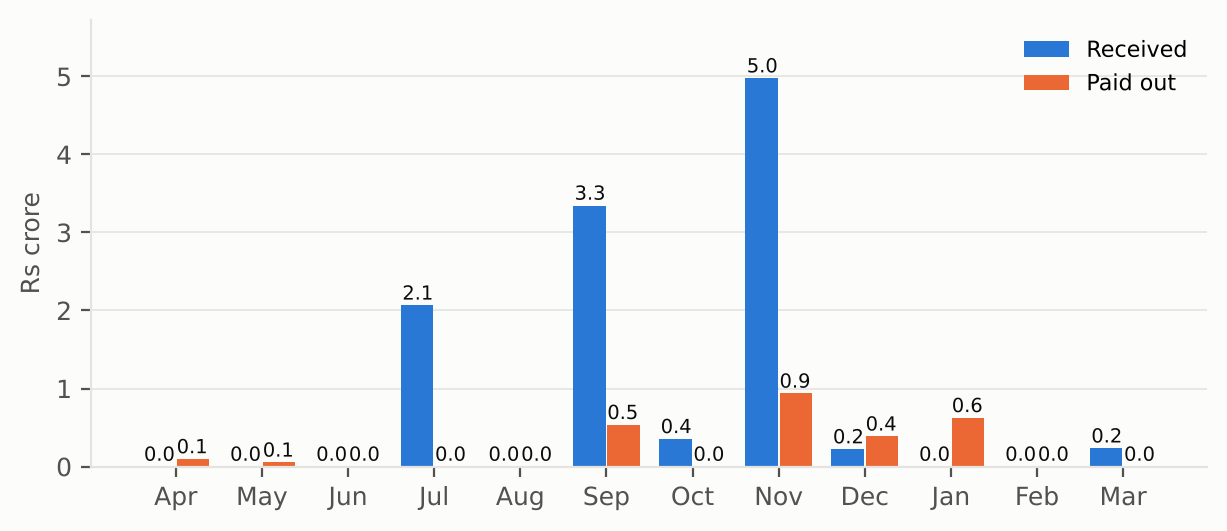 Received
Paid out
Rs crore
5
4
3
2
1
0
0.0 0.1 0.0 0.1 0.0 0.0 2.1 0.0 0.0 0.0 3.3 0.5 0.4 0.0 5.0 0.9 0.2 0.4 0.0 0.6 0.0 0.0 0.2 0.0
Apr May Jun Jul Aug Sep Oct Nov Dec Jan Feb Mar